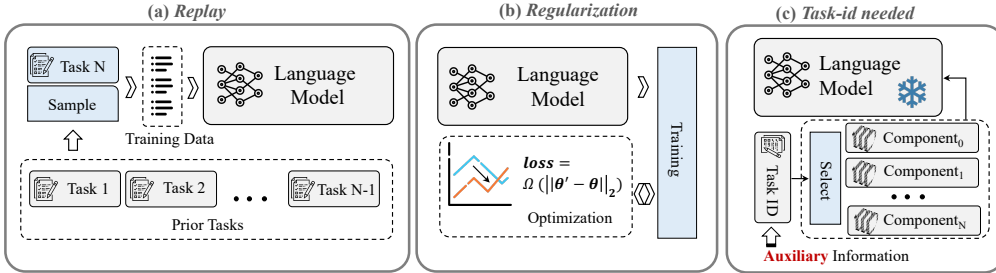 (a) Replay
Task N
Sample
Training Data
Language
Model
Task 1
Task 2
• • •
Task N-1
Prior Tasks
(b) Regularization
Language
Model
loss =
Ω (||θ′ − θ||₂)
Optimization
Training
(c) Task-id needed
Language
Model
Task ID
Select
Component₀
Component₁
• • •
Component_N
Auxiliary Information